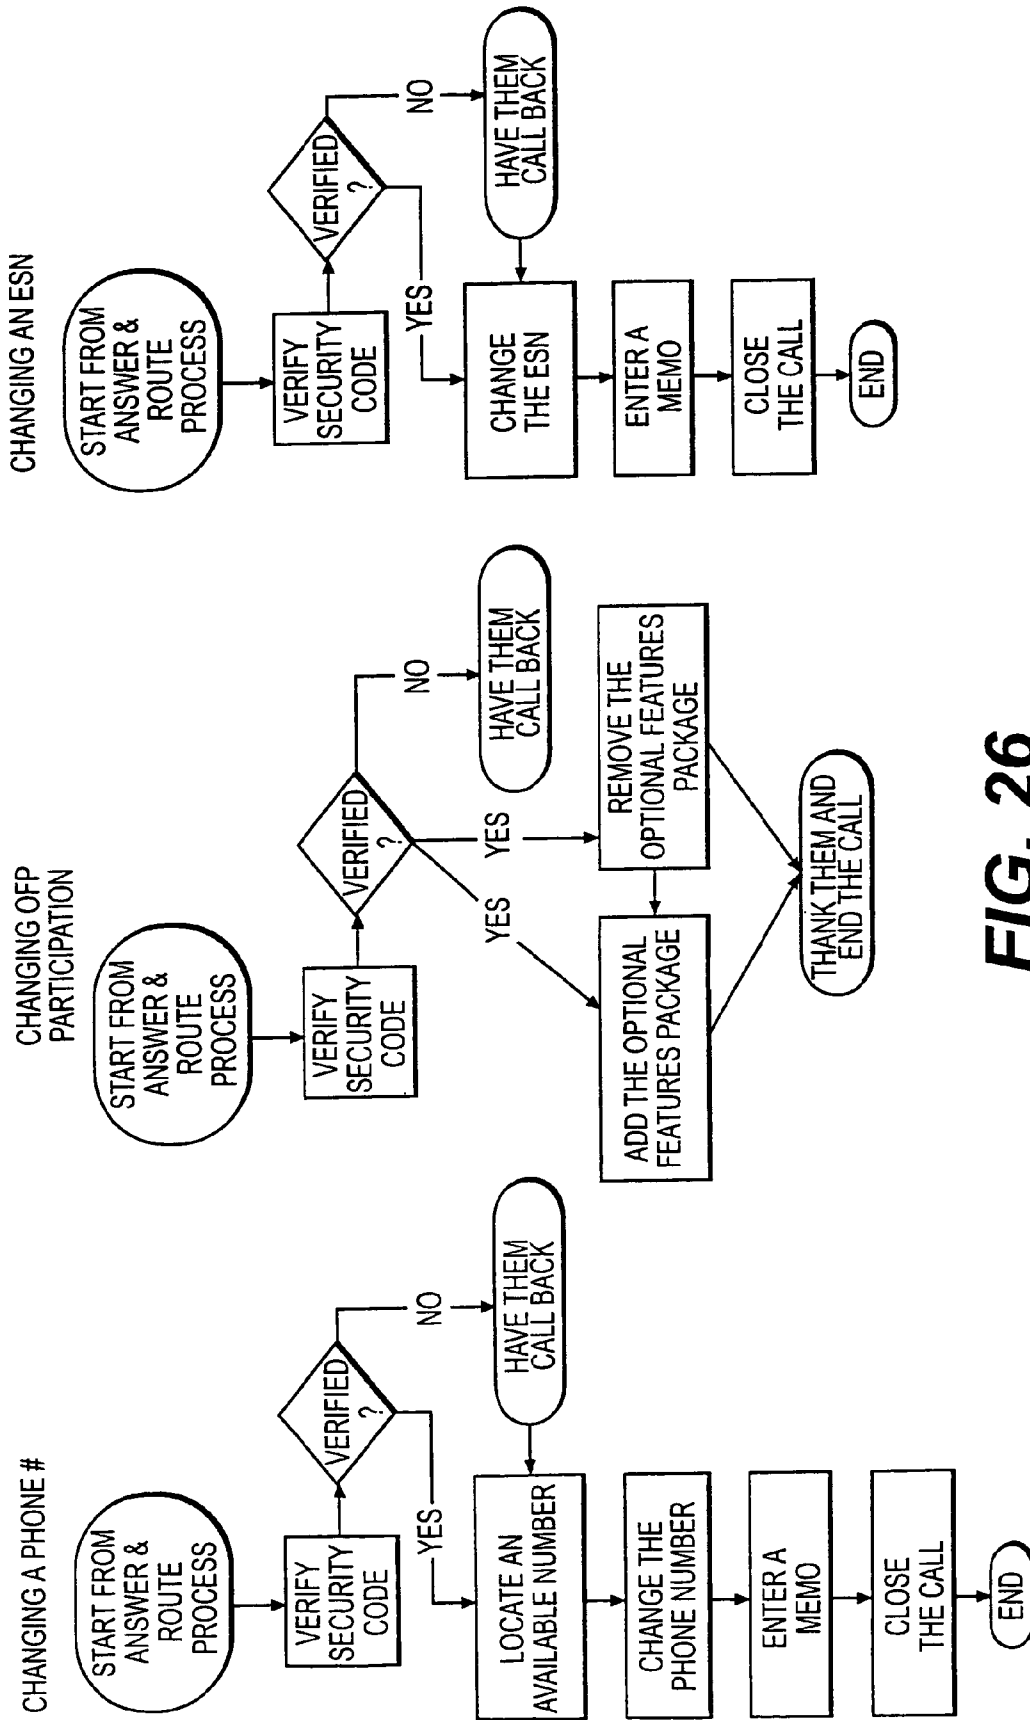 CHANGING A PHONE #
START FROM
ANSWER &
ROUTE
PROCESS
VERIFY
SECURITY
CODE
VERIFIED
?
NO
YES
HAVE THEM
CALL BACK
LOCATE AN
AVAILABLE NUMBER
CHANGE THE
PHONE NUMBER
ENTER A
MEMO
CLOSE
THE CALL
END
CHANGING OFP
PARTICIPATION
START FROM
ANSWER &
ROUTE
PROCESS
VERIFY
SECURITY
CODE
VERIFIED
?
NO
YES
YES
HAVE THEM
CALL BACK
ADD THE OPTIONAL
FEATURES PACKAGE
REMOVE THE
OPTIONAL FEATURES
PACKAGE
THANK THEM AND
END THE CALL
CHANGING AN ESN
START FROM
ANSWER &
ROUTE
PROCESS
VERIFY
SECURITY
CODE
VERIFIED
?
NO
YES
HAVE THEM
CALL BACK
CHANGE
THE ESN
ENTER A
MEMO
CLOSE
THE CALL
END
FIG. 26